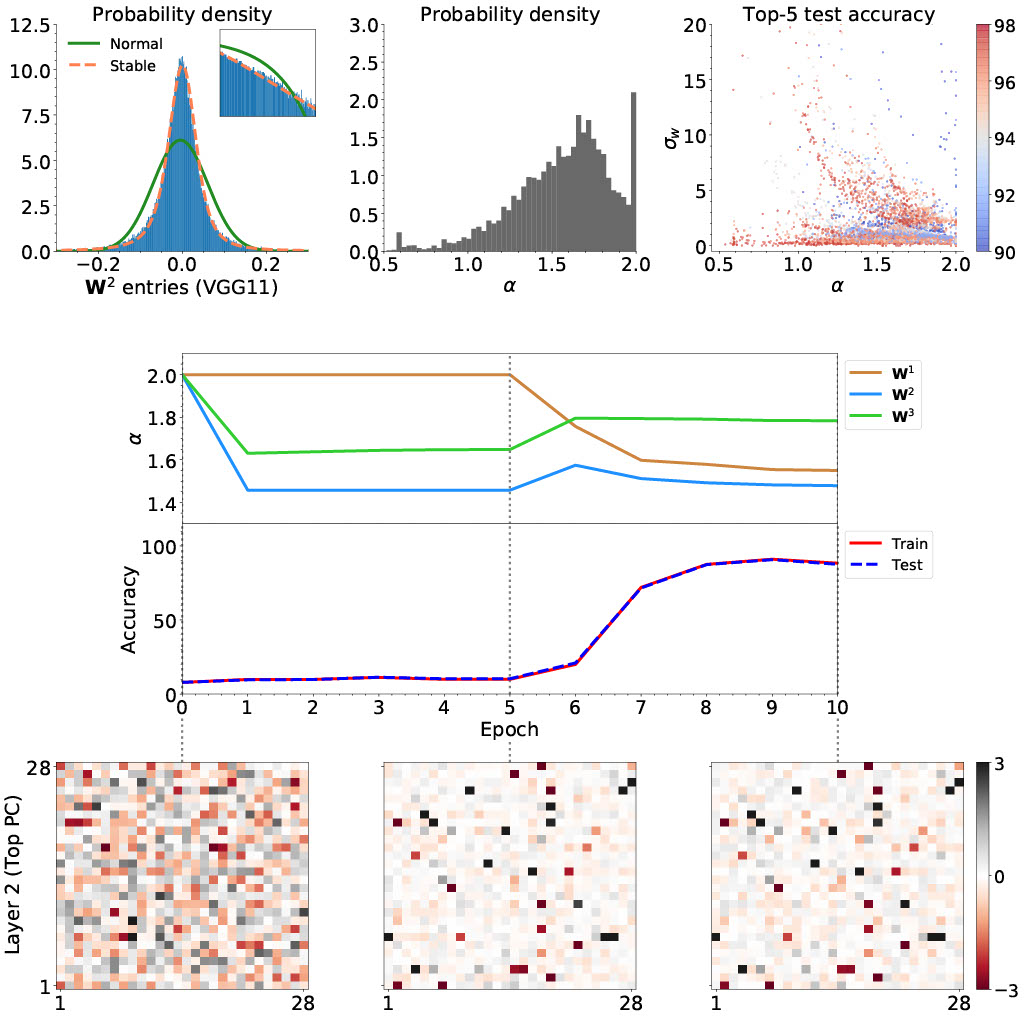 Probability density
12.5
10.0
7.5
5.0
2.5
0.0
Normal
Stable
−0.2
0.0
0.2
W² entries (VGG11)
Probability density
3.0
2.5
2.0
1.5
1.0
0.5
0.0
0.5
1.0
1.5
2.0
α
Top-5 test accuracy
20
15
10
5
0
σw
0.5
1.0
1.5
2.0
α
98
96
94
92
90
2.0
1.8
1.6
1.4
α
W¹
W²
W³
100
50
0
Accuracy
Train
Test
0 1 2 3 4 5 6 7 8 9 10
Epoch
Layer 2 (Top PC)
28
1
1 28
1 28
1 28
3
0
−3